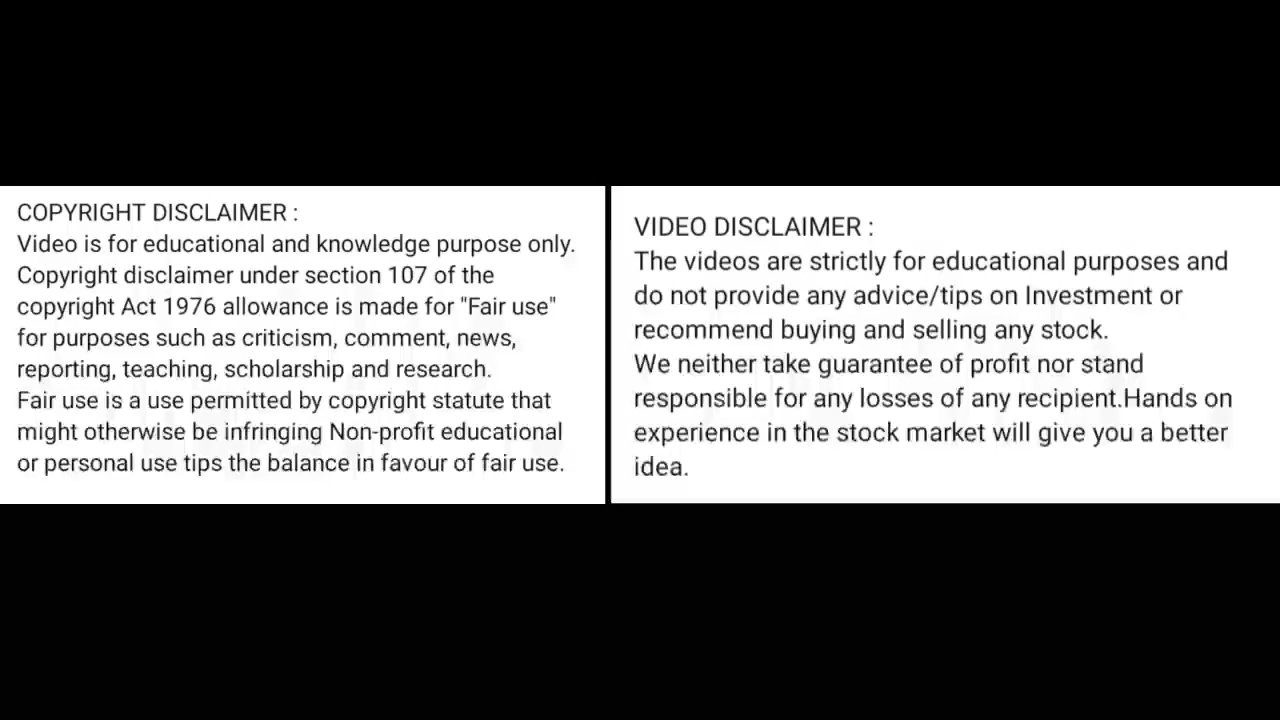 COPYRIGHT DISCLAIMER :
Video is for educational and knowledge purpose only.
Copyright disclaimer under section 107 of the
copyright Act 1976 allowance is made for "Fair use"
for purposes such as criticism, comment, news,
reporting, teaching, scholarship and research.
Fair use is a use permitted by copyright statute that
might otherwise be infringing Non-profit educational
or personal use tips the balance in favour of fair use.
VIDEO DISCLAIMER :
The videos are strictly for educational purposes and
do not provide any advice/tips on Investment or
recommend buying and selling any stock.
We neither take guarantee of profit nor stand
responsible for any losses of any recipient.Hands on
experience in the stock market will give you a better
idea.